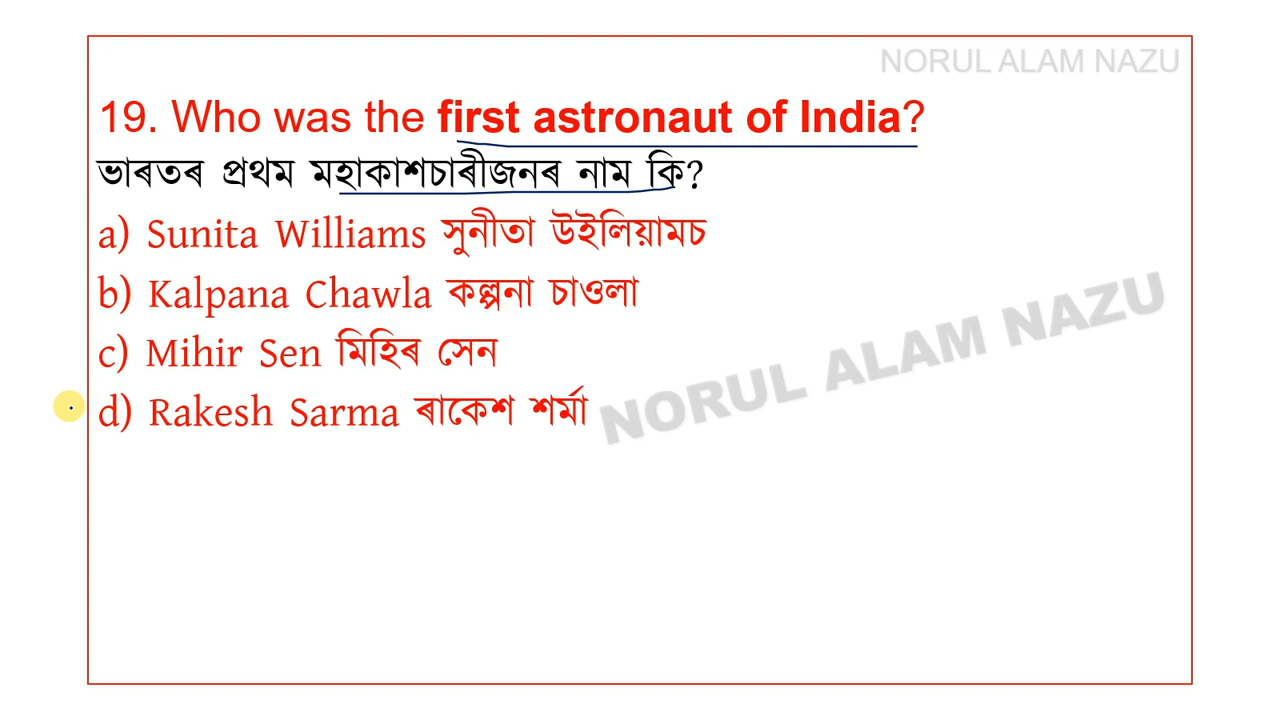 NORUL ALAM NAZU
19. Who was the first astronaut of India?
ভাৰতৰ প্ৰথম মহাকাশচাৰীজনৰ নাম কি?
a) Sunita Williams সুনীতা উইলিয়ামচ
b) Kalpana Chawla কল্পনা চাওলা
c) Mihir Sen মিহিৰ সেন
d) Rakesh Sarma ৰাকেশ শৰ্মা
NORUL ALAM NAZU